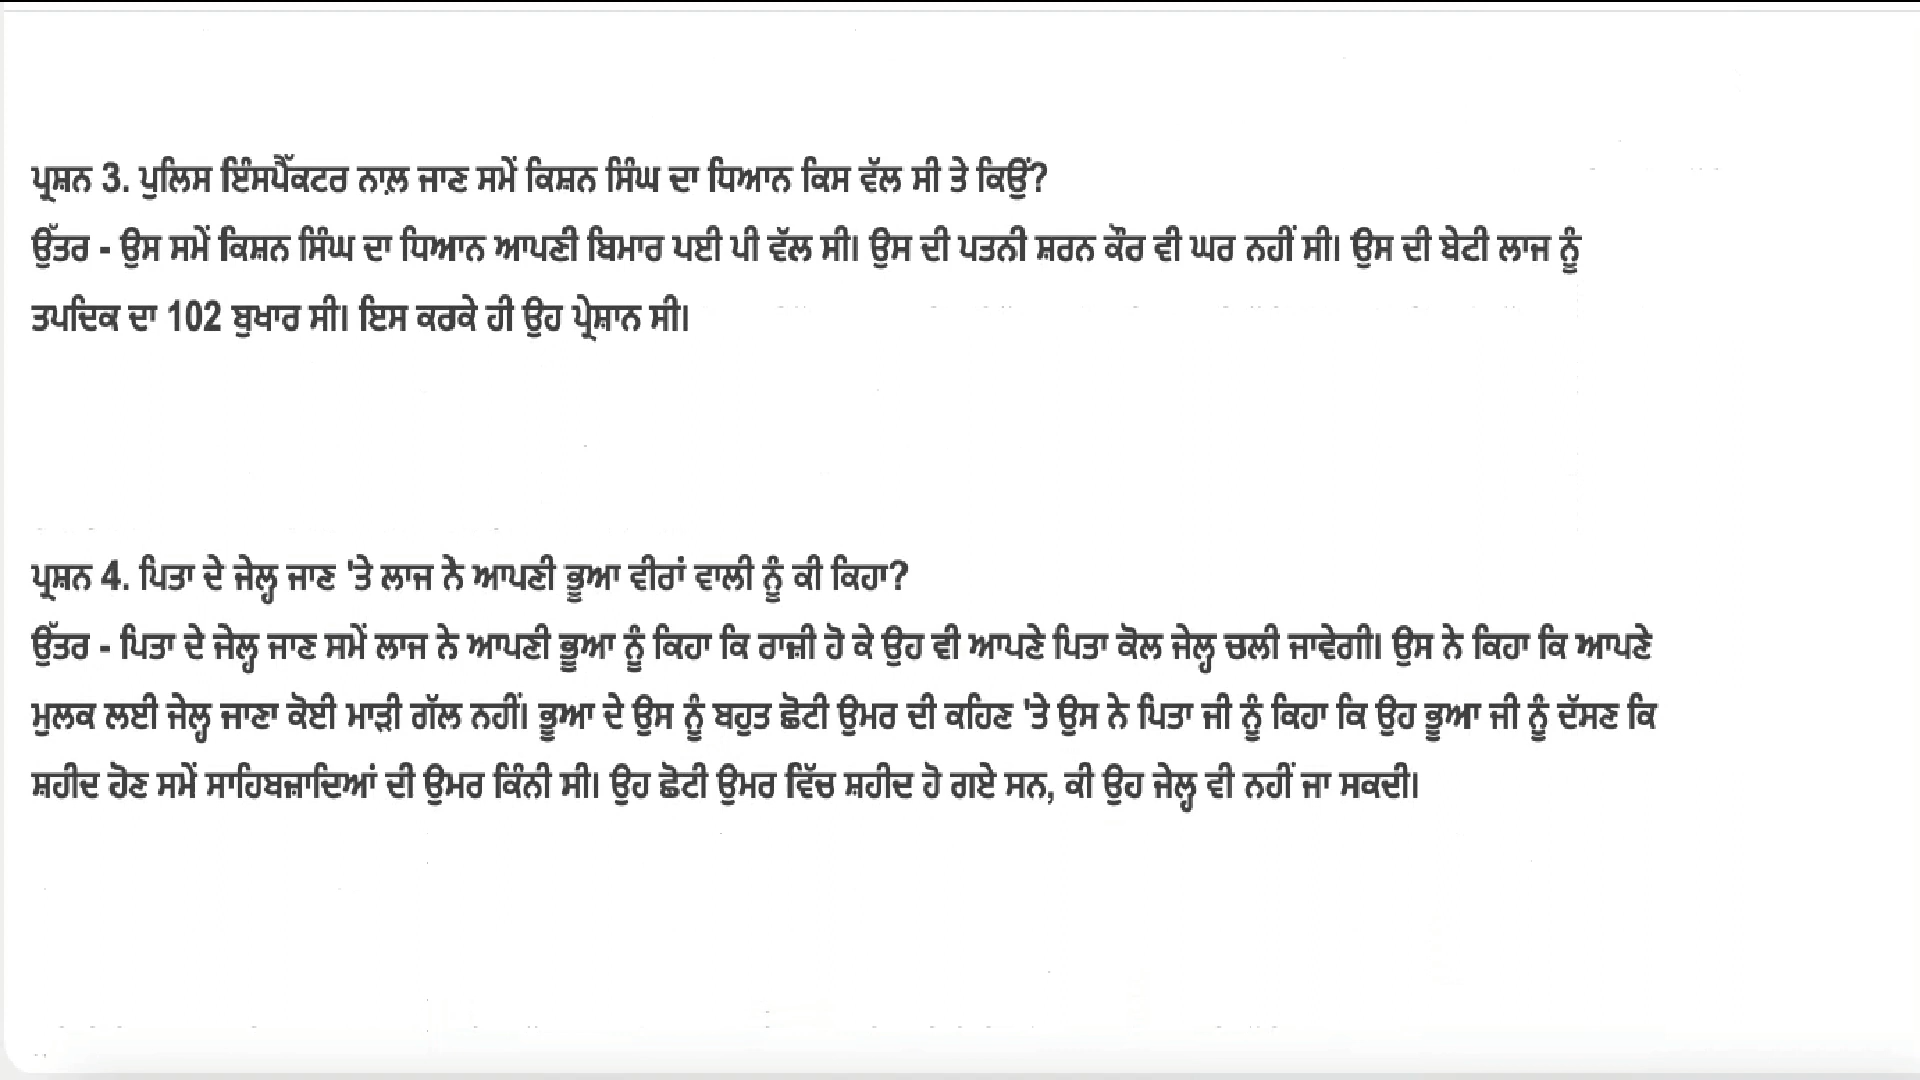 ਪ੍ਰਸ਼ਨ 3. ਪੁਲਿਸ ਇੰਸਪੈੱਕਟਰ ਨਾਲ਼ ਜਾਣ ਸਮੇਂ ਕਿਸ਼ਨ ਸਿੰਘ ਦਾ ਧਿਆਨ ਕਿਸ ਵੱਲ ਸੀ ਤੇ ਕਿਉਂ?
ਉੱਤਰ - ਉਸ ਸਮੇਂ ਕਿਸ਼ਨ ਸਿੰਘ ਦਾ ਧਿਆਨ ਆਪਣੀ ਬਿਮਾਰ ਪਈ ਪੀ ਵੱਲ ਸੀ। ਉਸ ਦੀ ਪਤਨੀ ਸ਼ਰਨ ਕੌਰ ਵੀ ਘਰ ਨਹੀਂ ਸੀ। ਉਸ ਦੀ ਬੇਟੀ ਲਾਜ ਨੂੰ
ਤਪਦਿਕ ਦਾ 102 ਬੁਖਾਰ ਸੀ। ਇਸ ਕਰਕੇ ਹੀ ਉਹ ਪ੍ਰੇਸ਼ਾਨ ਸੀ।
ਪ੍ਰਸ਼ਨ 4. ਪਿਤਾ ਦੇ ਜੇਲ੍ਹ ਜਾਣ 'ਤੇ ਲਾਜ ਨੇ ਆਪਣੀ ਭੂਆ ਵੀਰਾਂ ਵਾਲੀ ਨੂੰ ਕੀ ਕਿਹਾ?
ਉੱਤਰ - ਪਿਤਾ ਦੇ ਜੇਲ੍ਹ ਜਾਣ ਸਮੇਂ ਲਾਜ ਨੇ ਆਪਣੀ ਭੂਆ ਨੂੰ ਕਿਹਾ ਕਿ ਰਾਜ਼ੀ ਹੋ ਕੇ ਉਹ ਵੀ ਆਪਣੇ ਪਿਤਾ ਕੋਲ ਜੇਲ੍ਹ ਚਲੀ ਜਾਵੇਗੀ। ਉਸ ਨੇ ਕਿਹਾ ਕਿ ਆਪਣੇ
ਮੁਲਕ ਲਈ ਜੇਲ੍ਹ ਜਾਣਾ ਕੋਈ ਮਾੜੀ ਗੱਲ ਨਹੀਂ। ਭੂਆ ਦੇ ਉਸ ਨੂੰ ਬਹੁਤ ਛੋਟੀ ਉਮਰ ਦੀ ਕਹਿਣ 'ਤੇ ਉਸ ਨੇ ਪਿਤਾ ਜੀ ਨੂੰ ਕਿਹਾ ਕਿ ਉਹ ਭੂਆ ਜੀ ਨੂੰ ਦੱਸਣ ਕਿ
ਸ਼ਹੀਦ ਹੋਣ ਸਮੇਂ ਸਾਹਿਬਜ਼ਾਦਿਆਂ ਦੀ ਉਮਰ ਕਿੰਨੀ ਸੀ। ਉਹ ਛੋਟੀ ਉਮਰ ਵਿੱਚ ਸ਼ਹੀਦ ਹੋ ਗਏ ਸਨ, ਕੀ ਉਹ ਜੇਲ੍ਹ ਵੀ ਨਹੀਂ ਜਾ ਸਕਦੀ।